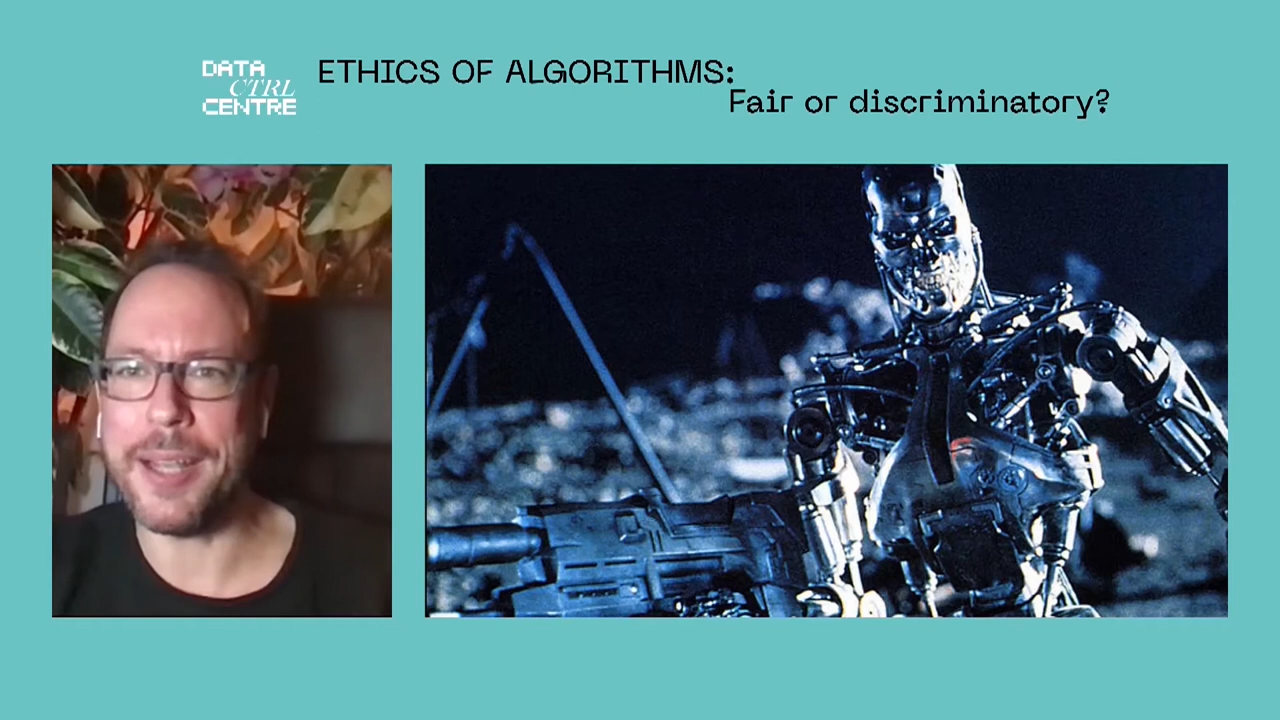 DATA
CTRL
CENTRE
ETHICS OF ALGORITHMS:
Fair or discriminatory?